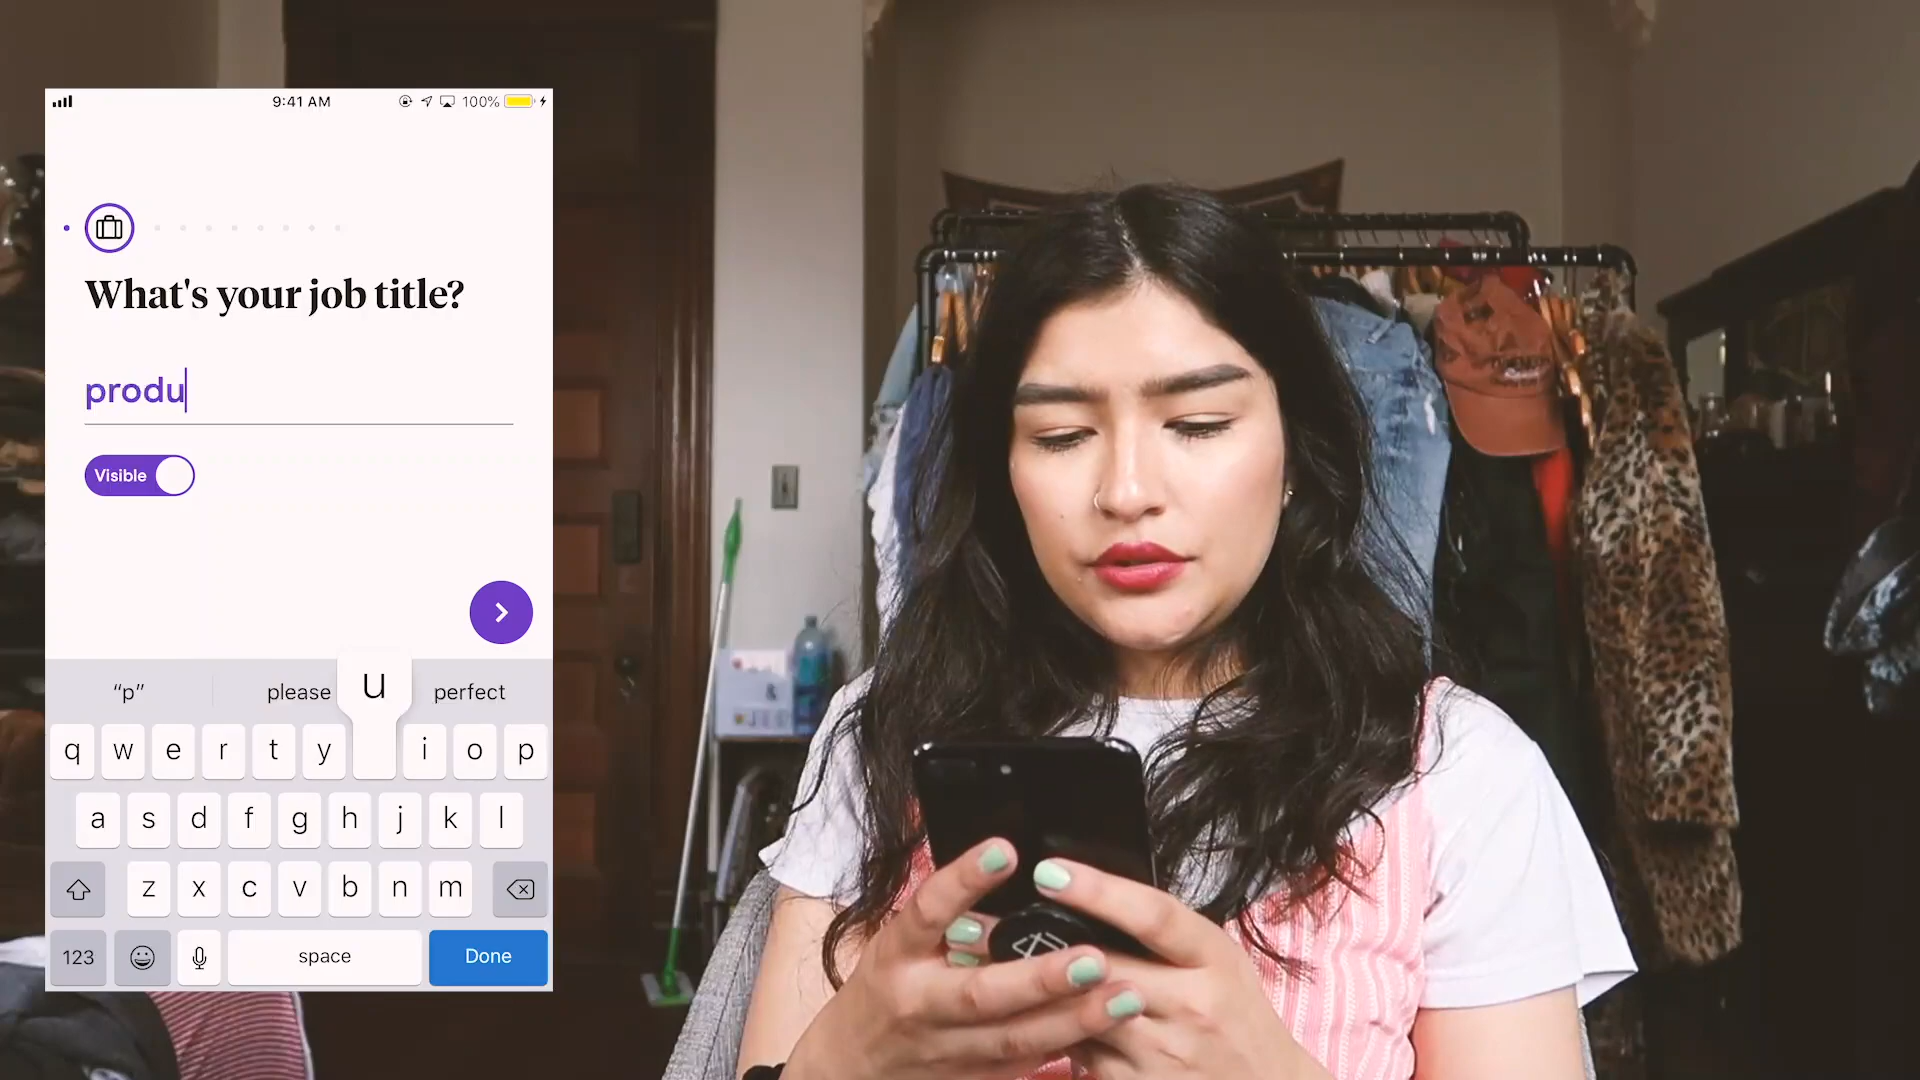 9:41 AM 100%
What's your job title?
produ
Visible
“p” please perfect
u
q w e r t y i o p
a s d f g h j k l
z x c v b n m
123 space Done